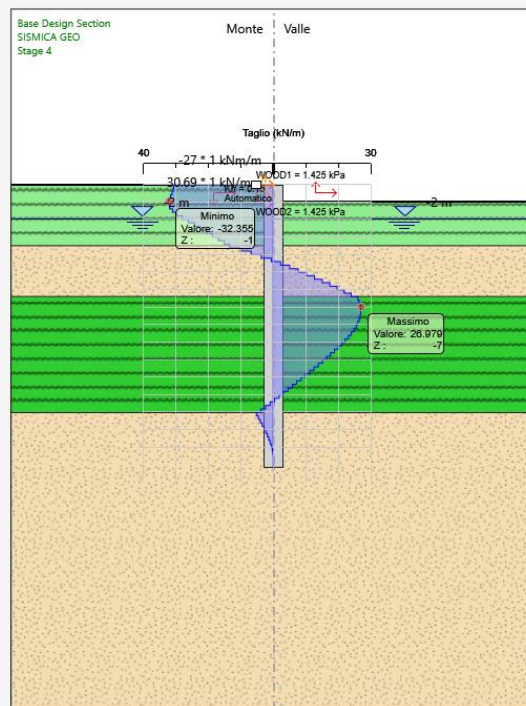 Base Design Section
SISMICA GEO
Stage 4
Monte Valle
Taglio (kN/m)
40 30
-27 * 1 kNm/m
WOOD1 = 1.425 kPa
30.69 * 1 kN/m
Automatico
-2 m -2 m
WOOD2 = 1.425 kPa
Minimo
Valore: -32.355
Z : -1
Massimo
Valore: 26.979
Z : -7